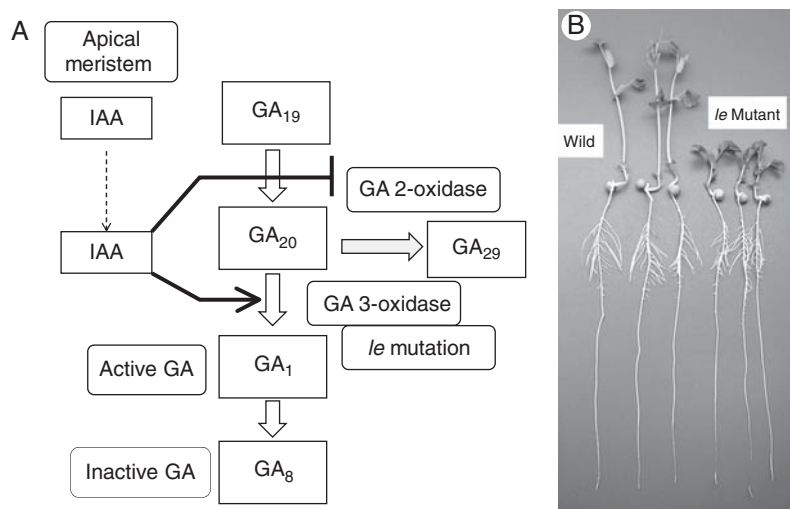 A
Apical
meristem
IAA
GA19
GA 2-oxidase
IAA
GA20
GA29
GA 3-oxidase
le mutation
Active GA
GA1
Inactive GA
GA8
B
Wild
le Mutant